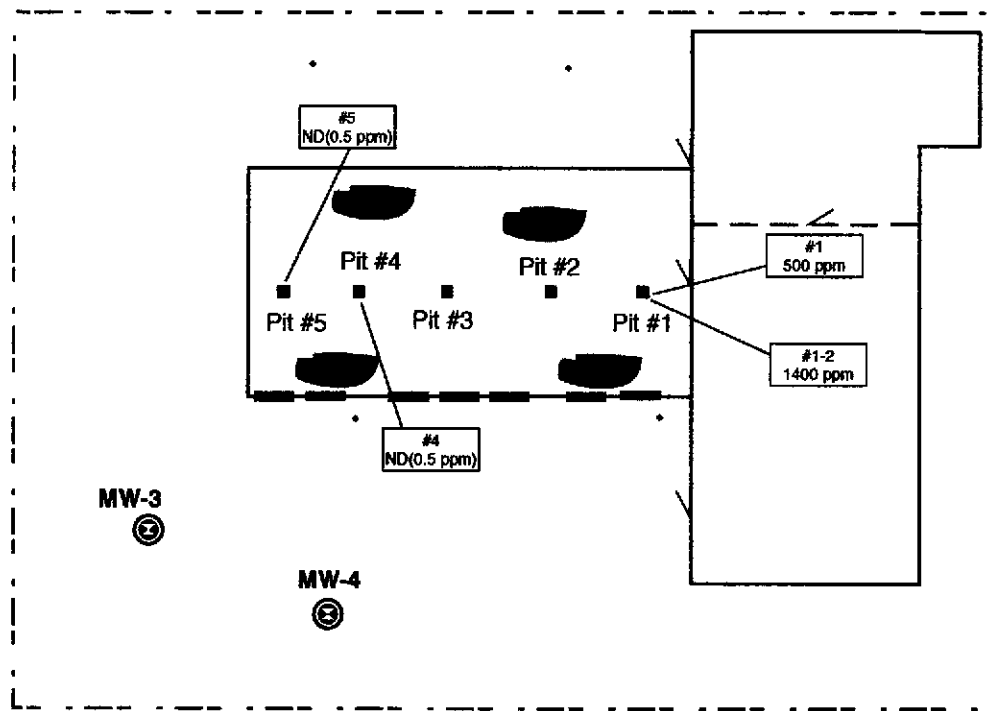 #5
ND(0.5 ppm)
Pit #4
Pit #2
#1
500 ppm
Pit #5
Pit #3
Pit #1
#1-2
1400 ppm
#4
ND(0.5 ppm)
MW-3
MW-4